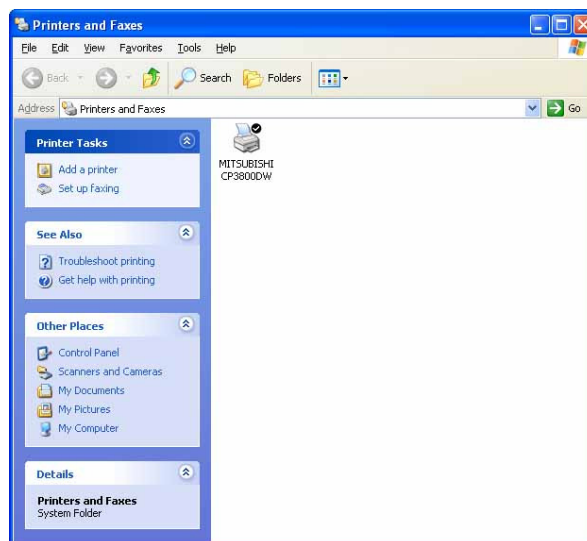 Printers and Faxes
File Edit View Favorites Tools Help
Back Search Folders
Address Printers and Faxes Go
Printer Tasks
Add a printer
Set up faxing
See Also
Troubleshoot printing
Get help with printing
Other Places
Control Panel
Scanners and Cameras
My Documents
My Pictures
My Computer
Details
Printers and Faxes
System Folder
MITSUBISHI
CP3800DW